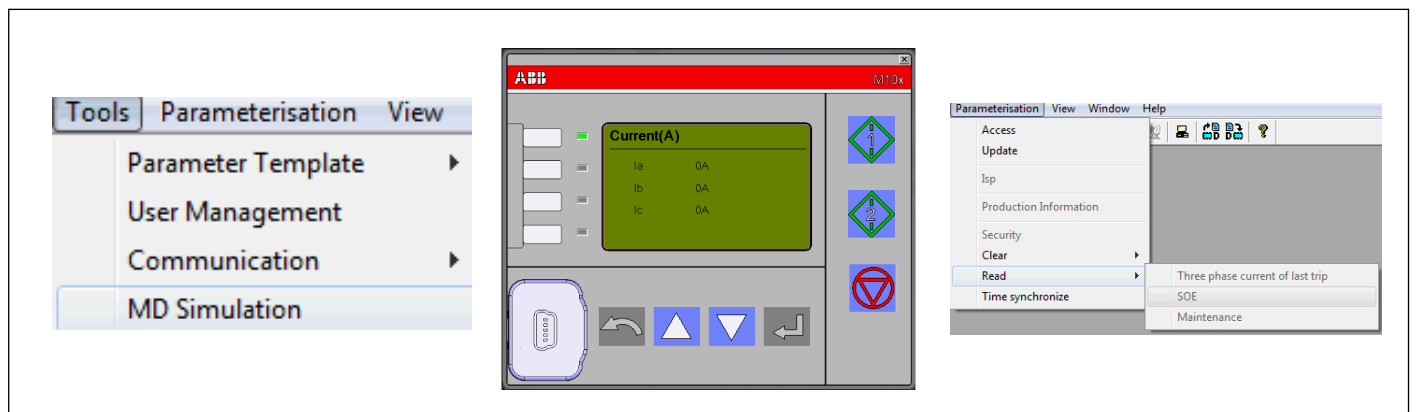 Tools Parameterisation View
Parameter Template
User Management
Communication
MD Simulation
ABB
M10x
Current(A)
Ia 0A
Ib 0A
Ic 0A
1
2
Parameterisation View Window Help
Access
Update
Isp
Production Information
Security
Clear
Read
Time synchronize
Three phase current of last trip
SOE
Maintenance